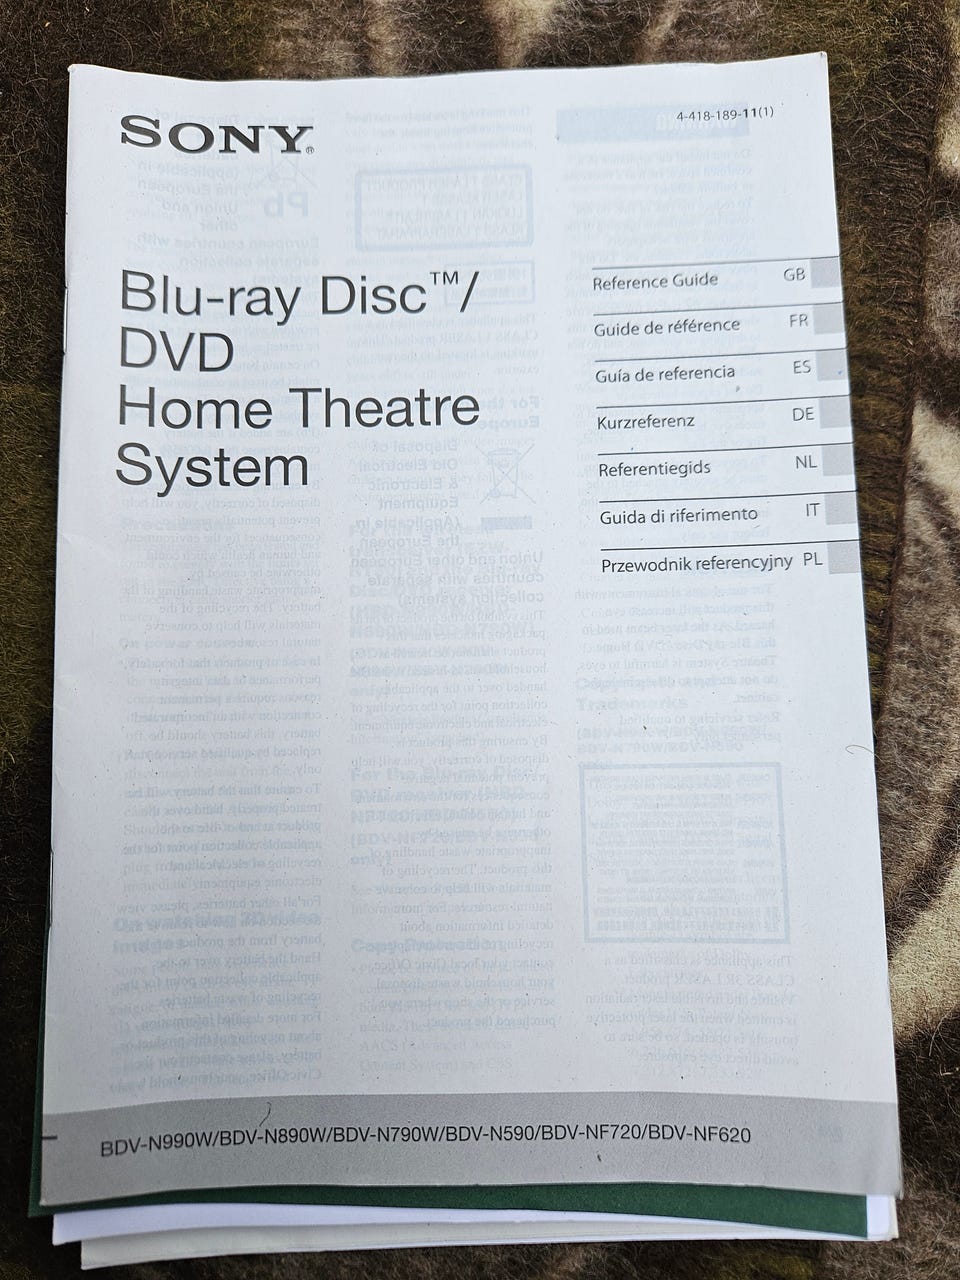 SONY®
4-418-189-11(1)
Blu-ray Disc™/
DVD
Home Theatre
System
Reference Guide GB
Guide de référence FR
Guía de referencia ES
Kurzreferenz DE
Referentiegids NL
Guida di riferimento IT
Przewodnik referencyjny PL
BDV-N990W/BDV-N890W/BDV-N790W/BDV-N590/BDV-NF720/BDV-NF620